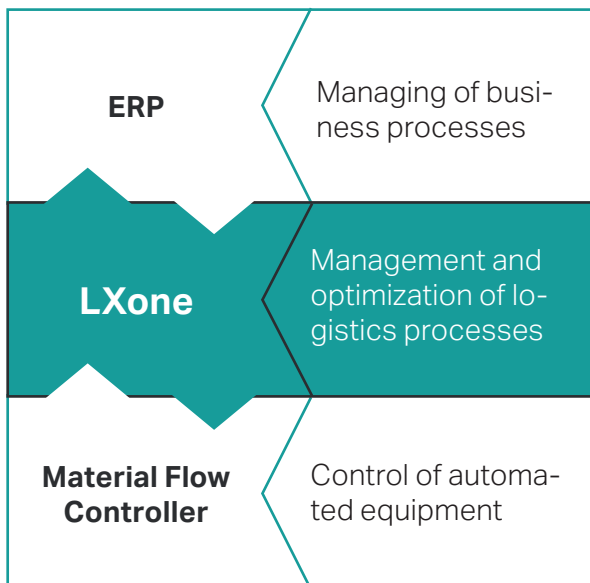 ERP
Managing of busi-
ness processes
LXone
Management and
optimization of lo-
gistics processes
Material Flow
Controller
Control of automa-
ted equipment